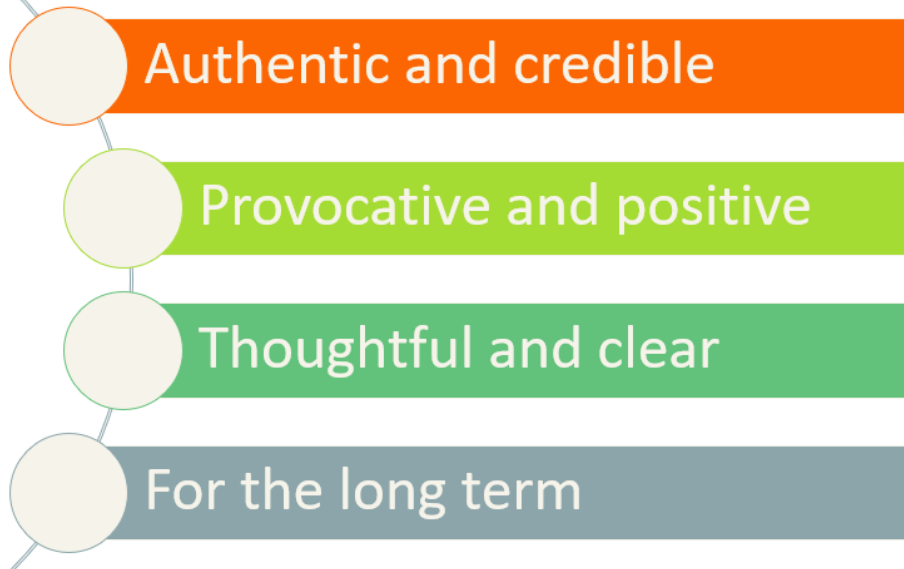 Authentic and credible
Provocative and positive
Thoughtful and clear
For the long term